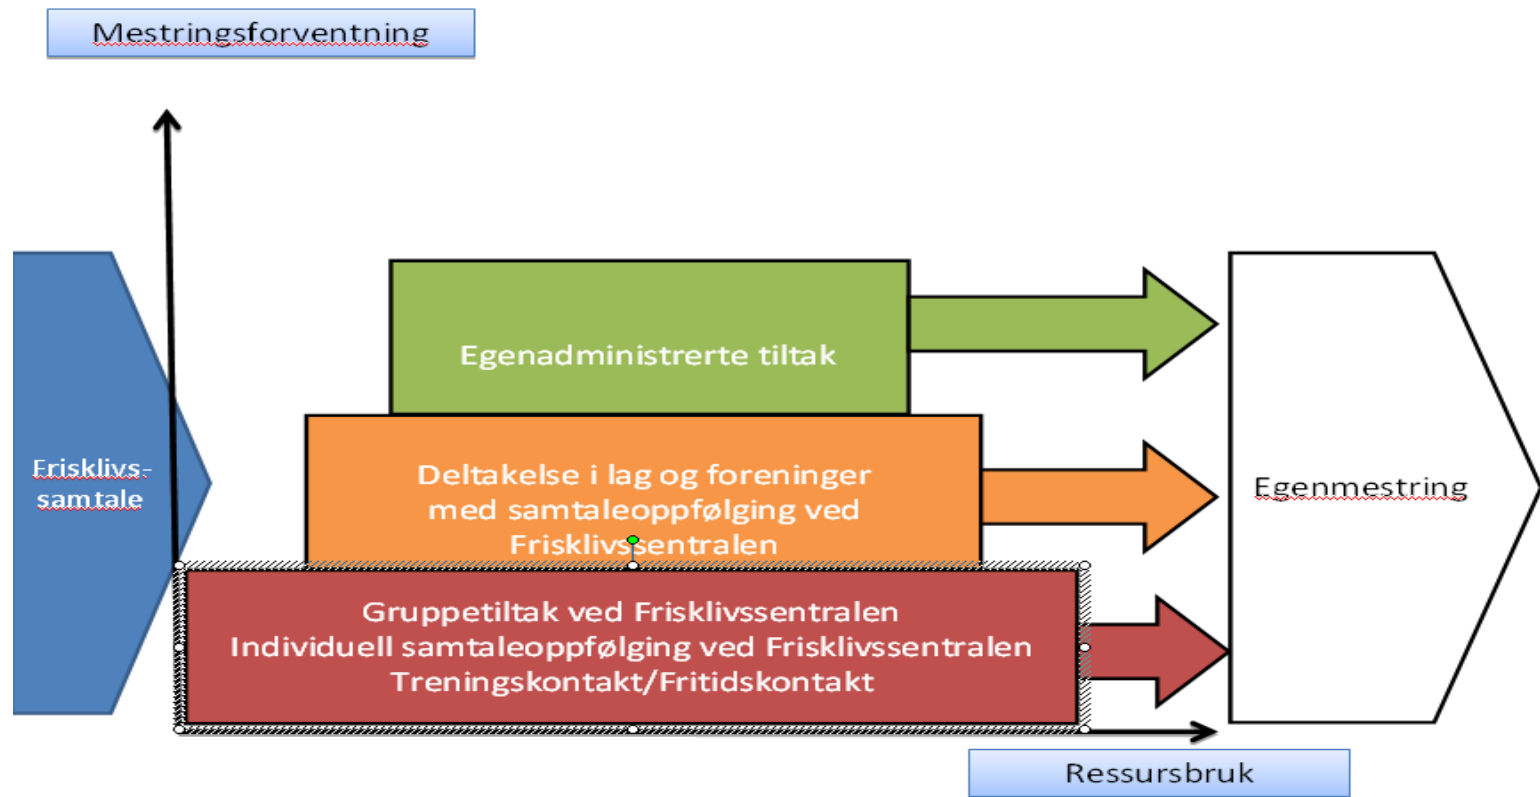 Mestringsforventning
Egenadministrerte tiltak
Frisklivs-
samtale
Deltakelse i lag og foreninger
med samtaleoppfølging ved
Frisklivssentralen
Egenmestring
Gruppetiltak ved Frisklivssentralen
Individuell samtaleoppfølging ved Frisklivssentralen
Treningskontakt/Fritidskontakt
Ressursbruk